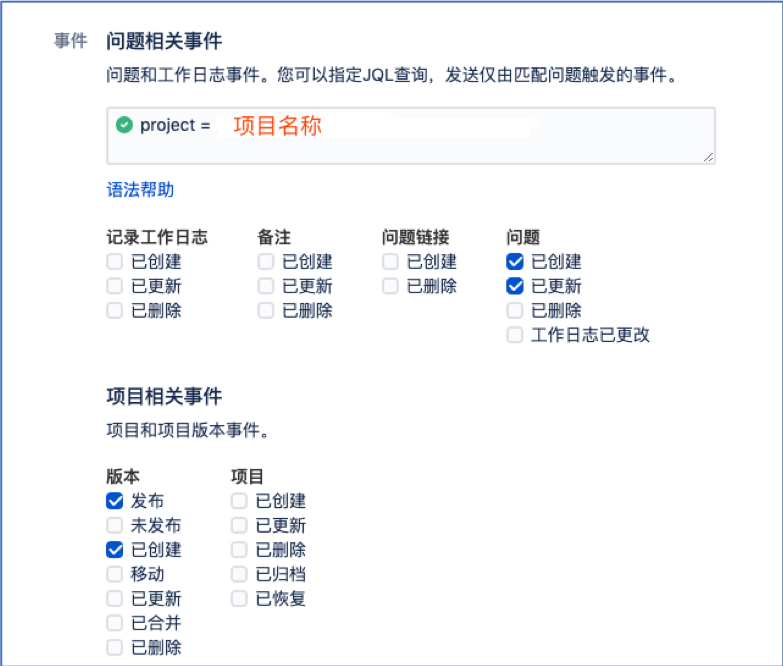 事件 问题相关事件
问题和工作日志事件。您可以指定JQL查询，发送仅由匹配问题触发的事件。
project = 项目名称
语法帮助
记录工作日志 备注 问题链接 问题
已创建 已创建 已创建 已创建
已更新 已更新 已删除 已更新
已删除 已删除 已删除
工作日志已更改
项目相关事件
项目和项目版本事件。
版本 项目
发布 已创建
未发布 已更新
已创建 已删除
移动 已归档
已更新 已恢复
已合并
已删除